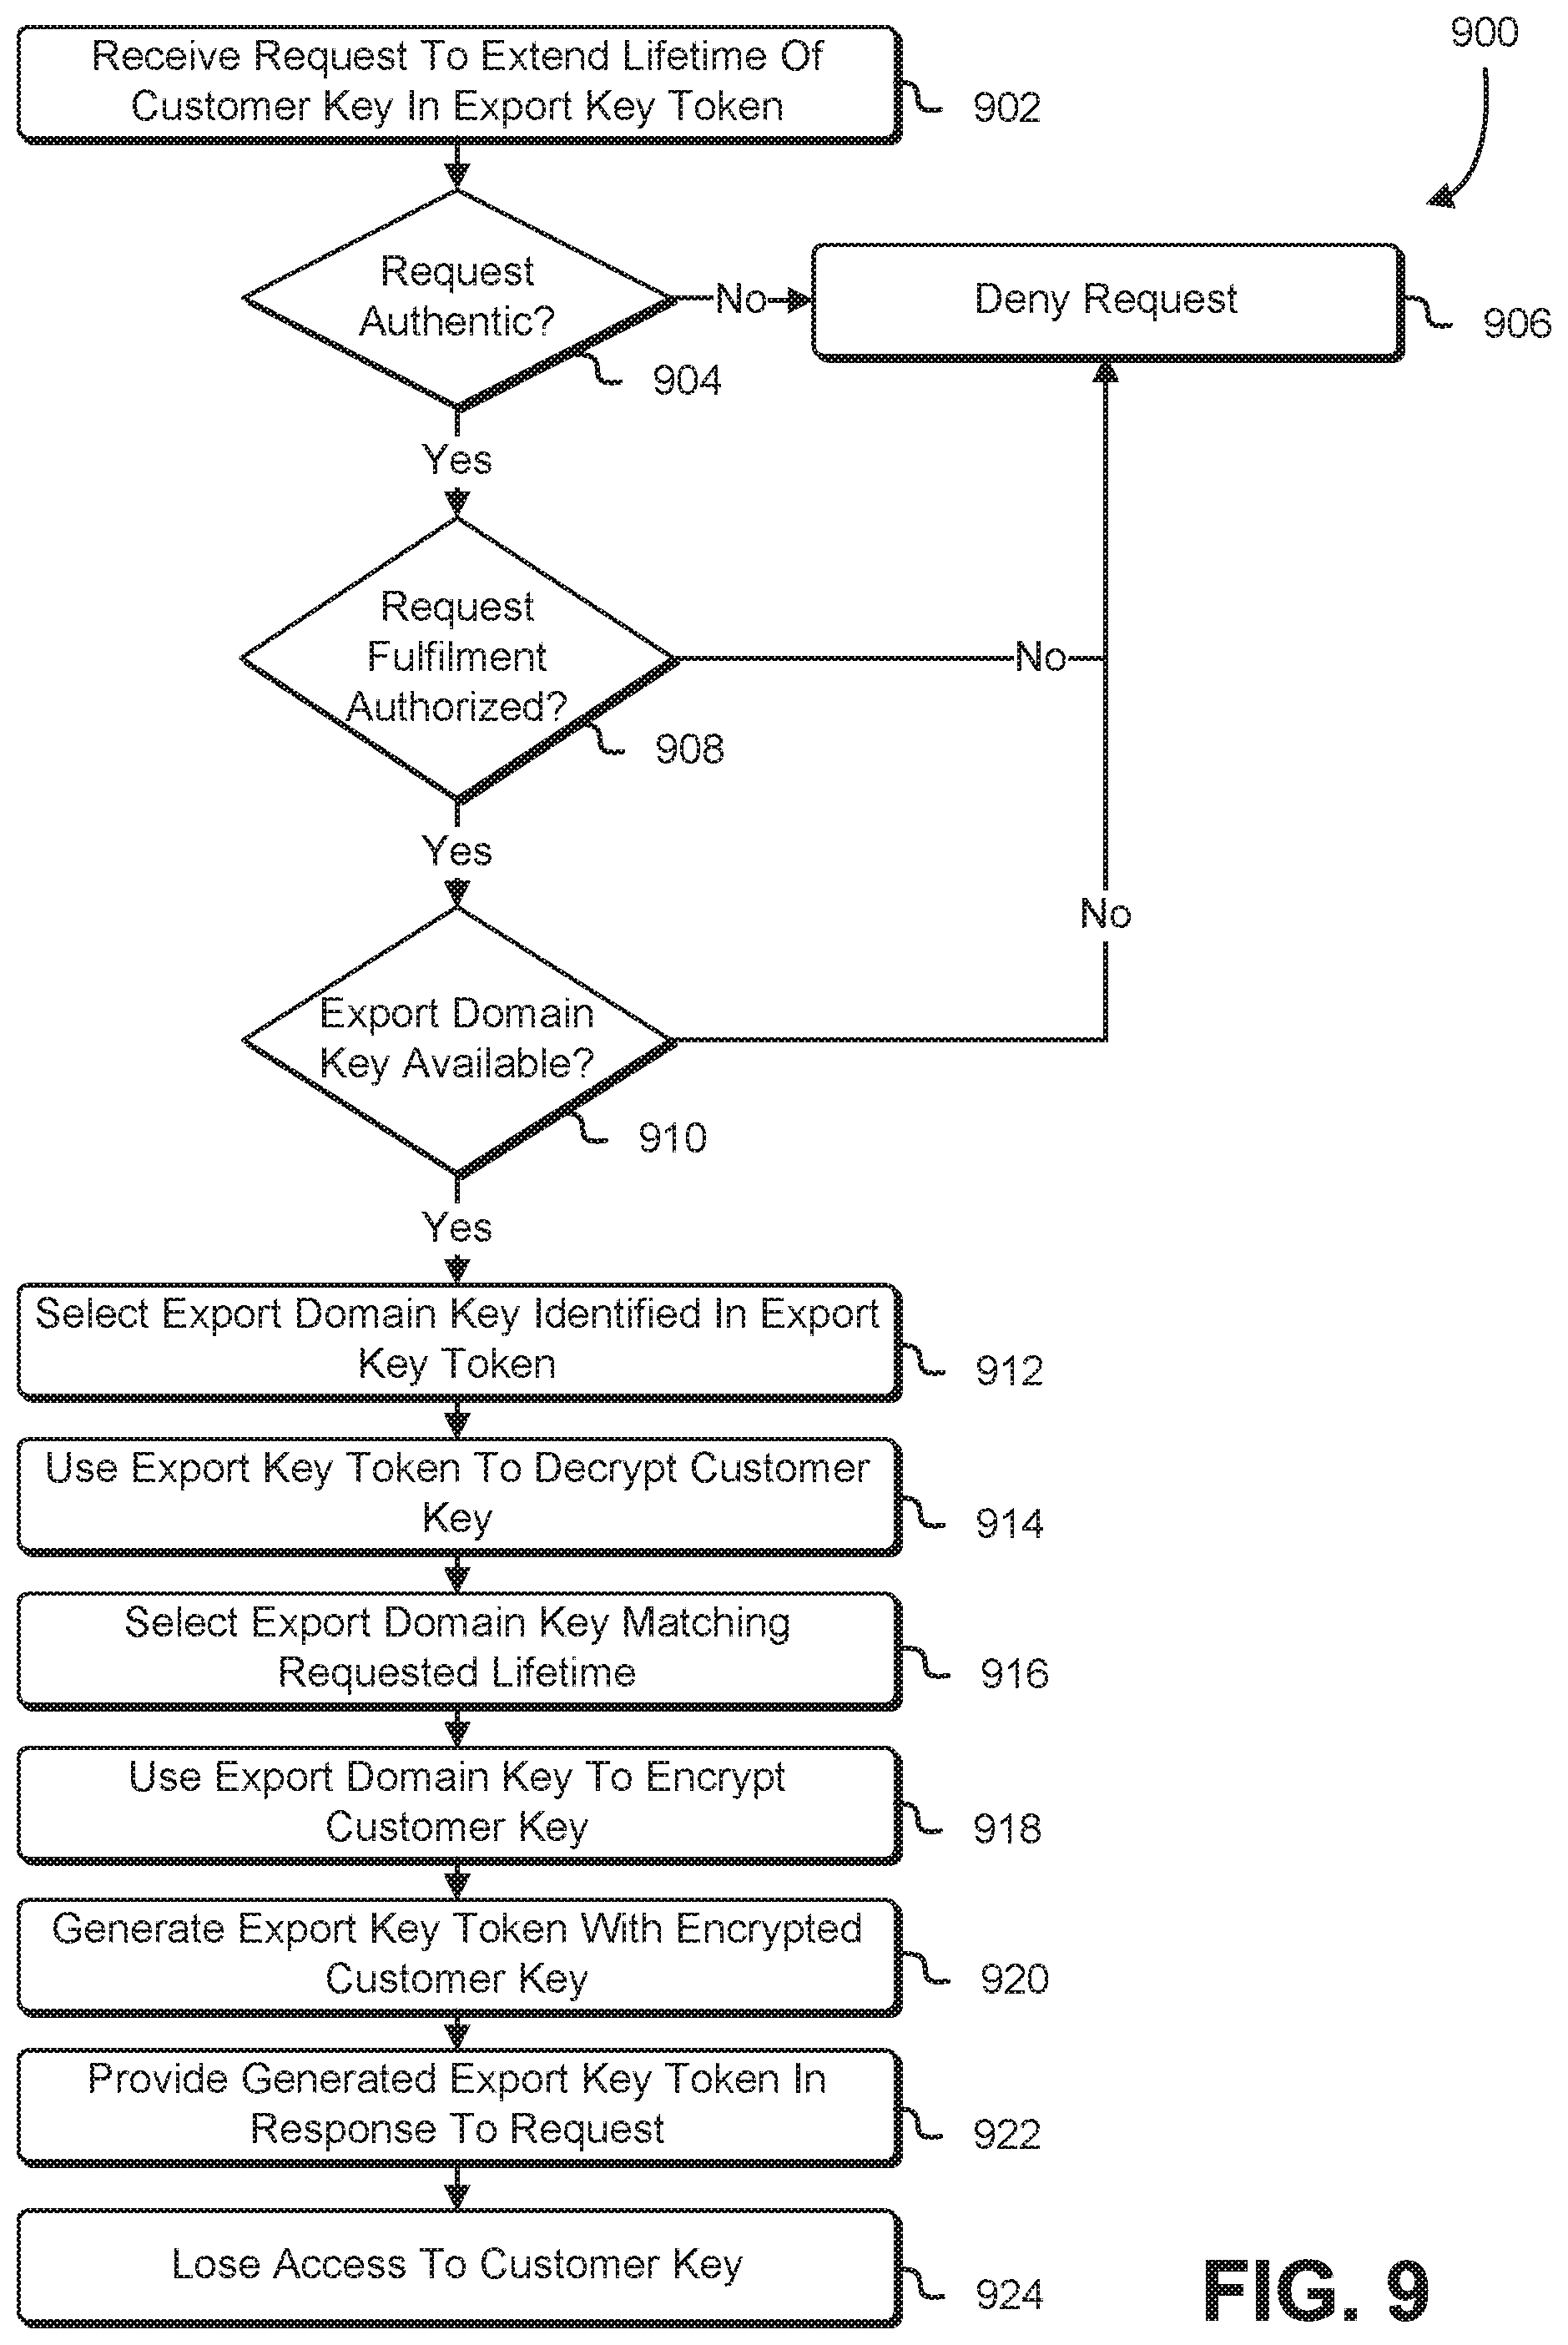 900
Receive Request To Extend Lifetime Of
Customer Key In Export Key Token
902
Request
Authentic?
904
No
Deny Request
906
Yes
Request
Fulfilment
Authorized?
908
No
Yes
Export Domain
Key Available?
910
No
Yes
Select Export Domain Key Identified In Export
Key Token
912
Use Export Key Token To Decrypt Customer
Key
914
Select Export Domain Key Matching
Requested Lifetime
916
Use Export Domain Key To Encrypt
Customer Key
918
Generate Export Key Token With Encrypted
Customer Key
920
Provide Generated Export Key Token In
Response To Request
922
Lose Access To Customer Key
924
FIG. 9